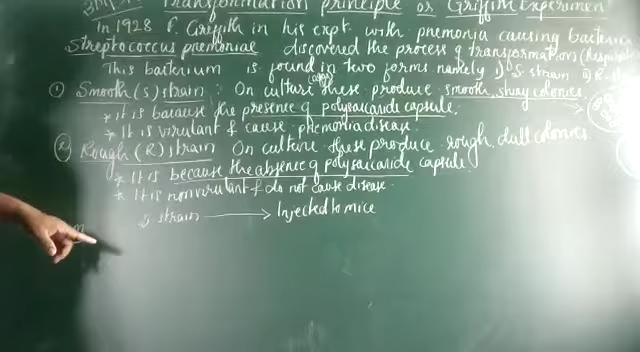 Transformation principle or Griffith Experiment
In 1928 F. Griffith in his expt. with pnemonia causing bacteria
Streptococcus pnemoniae discovered the process of transformation
This bacterium is found in two forms namely i) S-strain ii) R-
① Smooth (S) strain : On culture these produce smooth, shiny colonies.
* It is because the presence of polysaccaride capsule.
* It is virulant & cause phemonia disease.
② Rough (R) strain On culture these produce rough, dull colonies.
* It is because the absence of polysaccaride capsule.
* It is nonvirulant & do not cause disease.
strain → Injected to mice